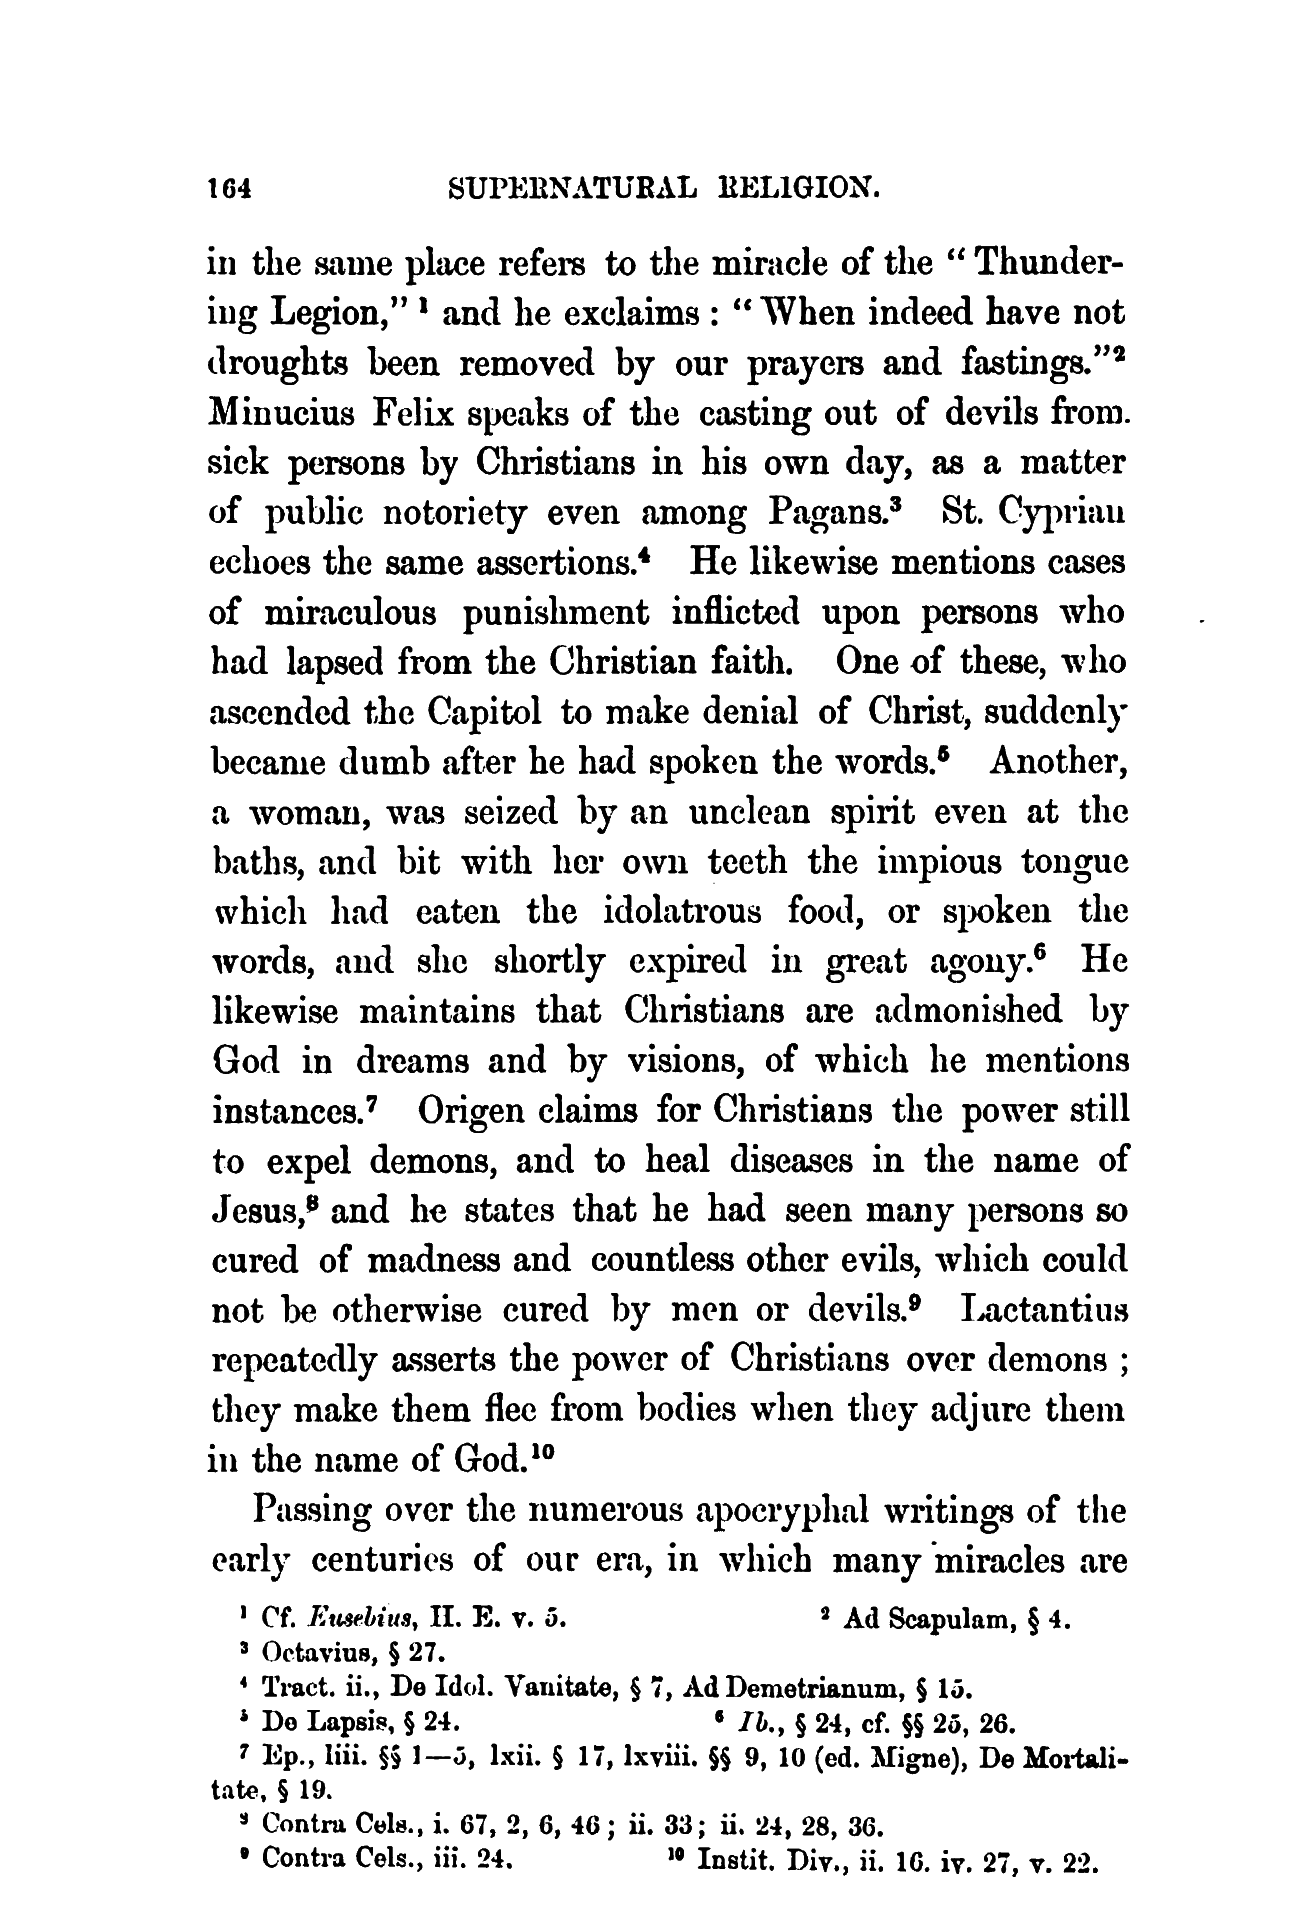 164 SUPERNATURAL RELIGION.
in the same place refers to the miracle of the “Thunder-
ing Legion,” ¹ and he exclaims : “When indeed have not
droughts been removed by our prayers and fastings.”²
Minucius Felix speaks of the casting out of devils from.
sick persons by Christians in his own day, as a matter
of public notoriety even among Pagans.³ St. Cyprian
echoes the same assertions.⁴ He likewise mentions cases
of miraculous punishment inflicted upon persons who
had lapsed from the Christian faith. One of these, who
ascended the Capitol to make denial of Christ, suddenly
became dumb after he had spoken the words.⁵ Another,
a woman, was seized by an unclean spirit even at the
baths, and bit with her own teeth the impious tongue
which had eaten the idolatrous food, or spoken the
words, and she shortly expired in great agony.⁶ He
likewise maintains that Christians are admonished by
God in dreams and by visions, of which he mentions
instances.⁷ Origen claims for Christians the power still
to expel demons, and to heal diseases in the name of
Jesus,⁸ and he states that he had seen many persons so
cured of madness and countless other evils, which could
not be otherwise cured by men or devils.⁹ Lactantius
repeatedly asserts the power of Christians over demons ;
they make them flee from bodies when they adjure them
in the name of God.¹⁰
Passing over the numerous apocryphal writings of the
early centuries of our era, in which many miracles are
¹ Cf. Eusebius, H. E. v. 5. ² Ad Scapulam, § 4.
³ Octavius, § 27.
⁴ Tract. ii., De Idol. Vanitate, § 7, Ad Demetrianum, § 15.
⁵ De Lapsis, § 24. ⁶ Ib., § 24, cf. §§ 25, 26.
⁷ Ep., liii. §§ 1—5, lxii. § 17, lxviii. §§ 9, 10 (ed. Migne), De Mortali-
tate, § 19.
⁸ Contra Cels., i. 67, 2, 6, 46 ; ii. 33 ; ii. 24, 28, 36.
⁹ Contra Cels., iii. 24. ¹⁰ Instit. Div., ii. 16. iv. 27, v. 22.